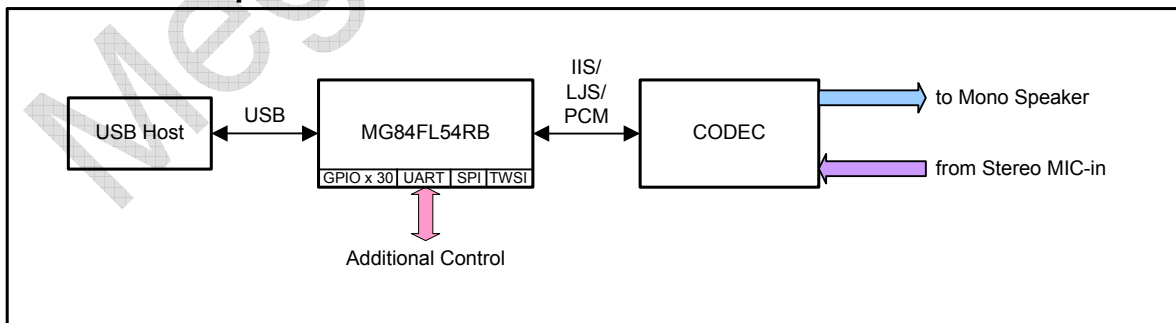 IIS/
LJS/
PCM
USB Host
USB
MG84FL54RB
CODEC
to Mono Speaker
from Stereo MIC-in
GPIO x 30 UART SPI TWSI
Additional Control